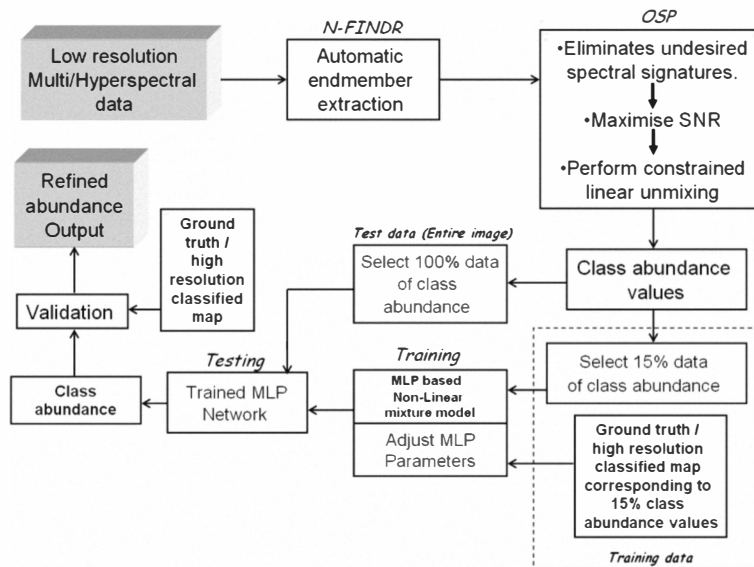 N-FINDR
OSP
Low resolution
Multi/Hyperspectral
data
Automatic
endmember
extraction
•Eliminates undesired
spectral signatures.
•Maximise SNR
•Perform constrained
linear unmixing
Refined
abundance
Output
Ground
truth /
high
resolution
classified
map
Test data (Entire image)
Select 100% data
of class
abundance
Class abundance
values
Validation
Testing
Training
Class
abundance
Trained MLP
Network
MLP based
Non-Linear
mixture model
Adjust MLP
Parameters
Select 15% data
of class abundance
Ground truth /
high resolution
classified map
corresponding to
15% class
abundance values
Training data